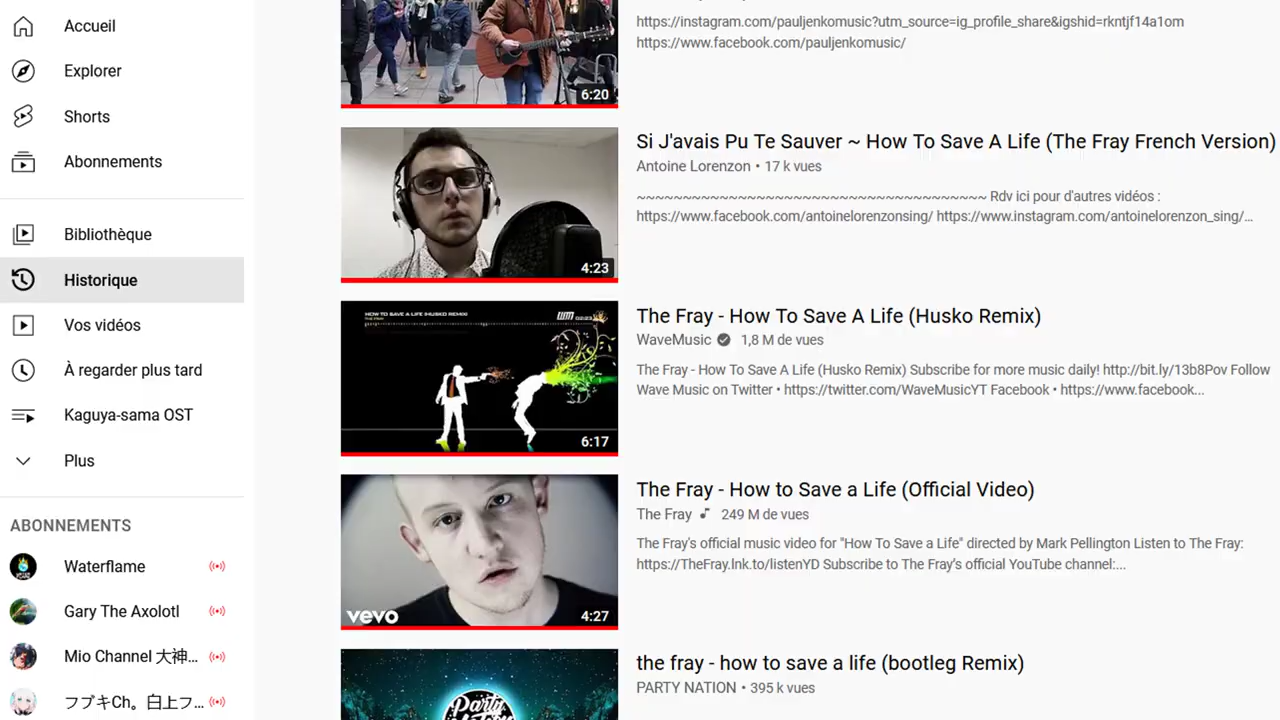 Accueil
Explorer
Shorts
Abonnements
Bibliothèque
Historique
Vos vidéos
À regarder plus tard
Kaguya-sama OST
Plus
ABONNEMENTS
Waterflame
Gary The Axolotl
Mio Channel 大神...
フブキCh。白上フ...
https://instagram.com/pauljenkomusic?utm_source=ig_profile_share&igshid=rkntjf14a1om
https://www.facebook.com/pauljenkomusic/
6:20
Si J'avais Pu Te Sauver ~ How To Save A Life (The Fray French Version)
Antoine Lorenzon • 17 k vues
~~~~~~~~~~~~~~~~~~~~~~~~~~~~~~~~~~~ Rdv ici pour d'autres vidéos :
https://www.facebook.com/antoinelorenzonsing/ https://www.instagram.com/antoinelorenzon_sing/...
4:23
HOW TO SAVE A LIFE (HUSKO REMIX)
THE FRAY
WM 02:23
6:17
The Fray - How To Save A Life (Husko Remix)
WaveMusic 1,8 M de vues
The Fray - How To Save A Life (Husko Remix) Subscribe for more music daily! http://bit.ly/13b8Pov Follow
Wave Music on Twitter • https://twitter.com/WaveMusicYT Facebook • https://www.facebook...
vevo
4:27
The Fray - How to Save a Life (Official Video)
The Fray 249 M de vues
The Fray's official music video for "How To Save a Life" directed by Mark Pellington Listen to The Fray:
https://TheFray.lnk.to/listenYD Subscribe to The Fray's official YouTube channel:...
Party
the fray - how to save a life (bootleg Remix)
PARTY NATION • 395 k vues